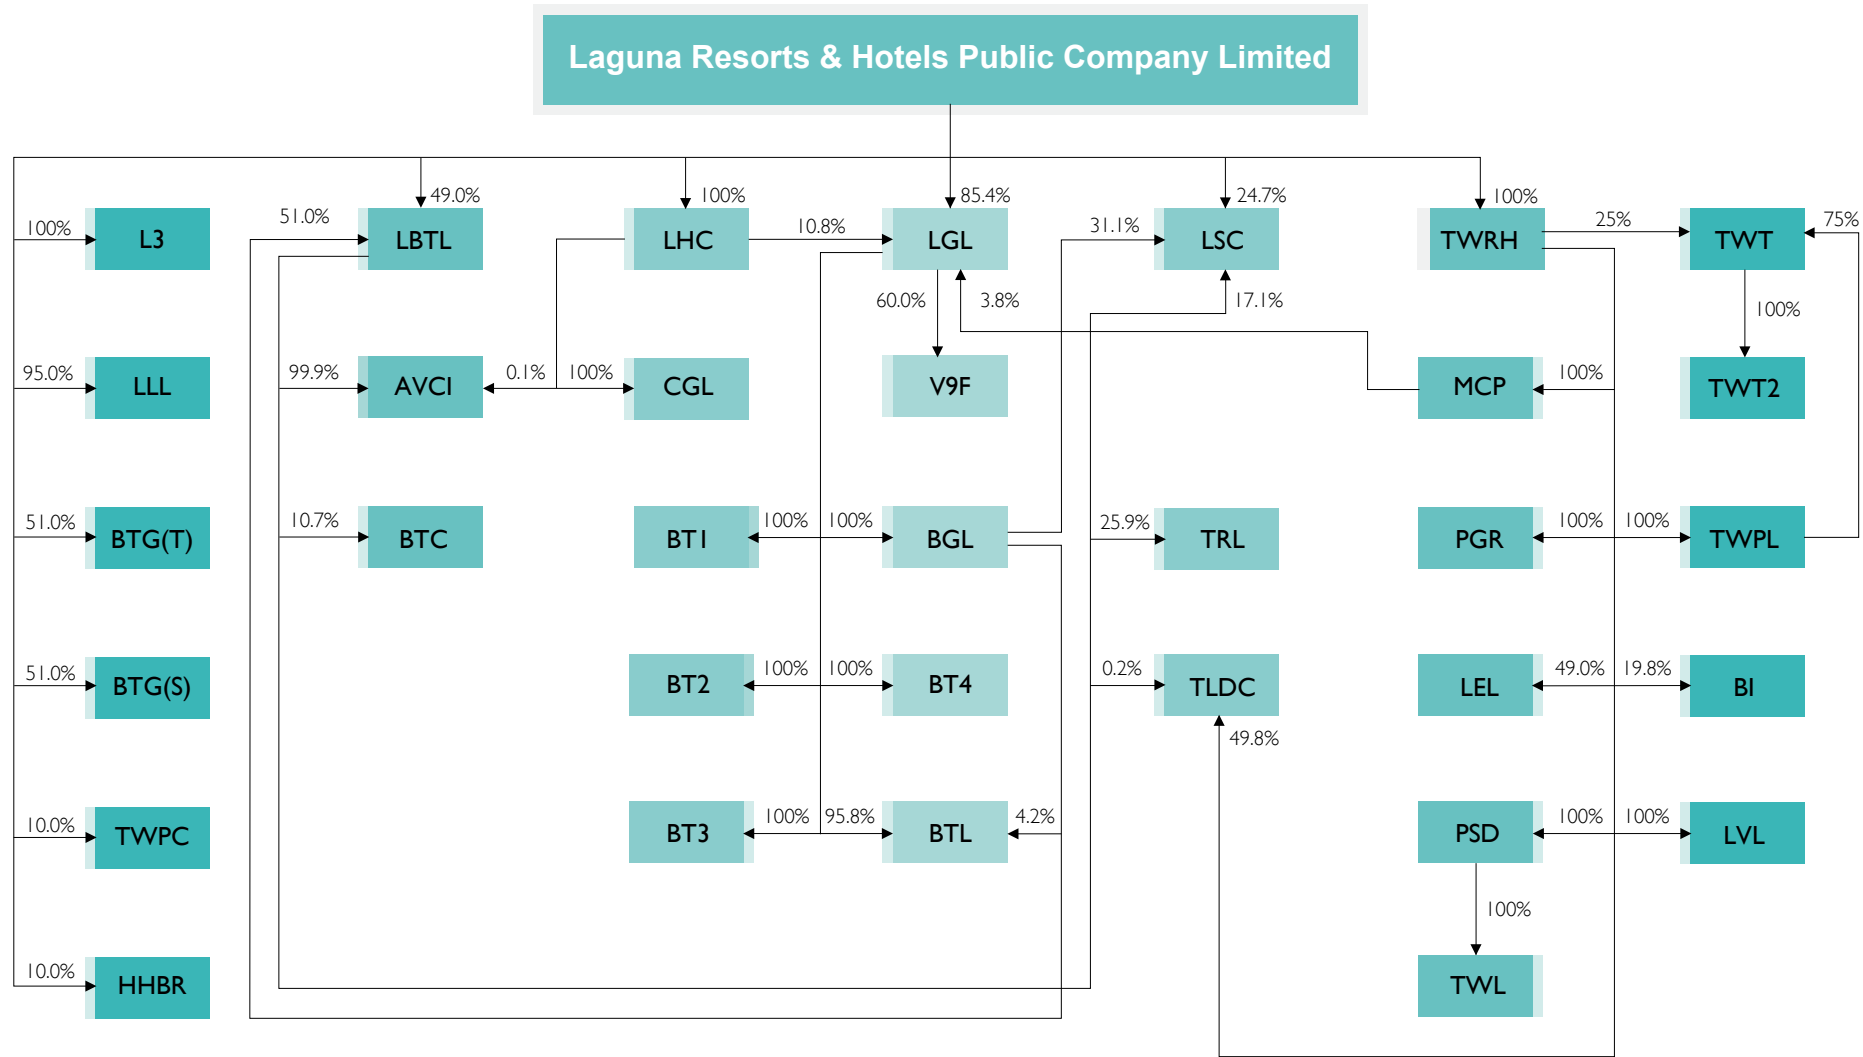 Laguna Resorts & Hotels Public Company Limited
49.0% 100% 85.4% 24.7% 100%
100% L3 51.0% LBTL LHC 10.8% LGL 31.1% LSC TWRH 25% TWT 75%
60.0% 3.8% 17.1% 100%
95.0% LLL 99.9% AVCI 0.1% 100% CGL V9F MCP 100% TWT2
51.0% BTG(T) 10.7% BTC BT1 100% 100% BGL 25.9% TRL PGR 100% 100% TWPL
51.0% BTG(S) BT2 100% 100% BT4 0.2% TLDC LEL 49.0% 19.8% BI
49.8%
10.0% TWPC BT3 100% 95.8% BTL 4.2% PSD 100% 100% LVL
100%
10.0% HHBR TWL